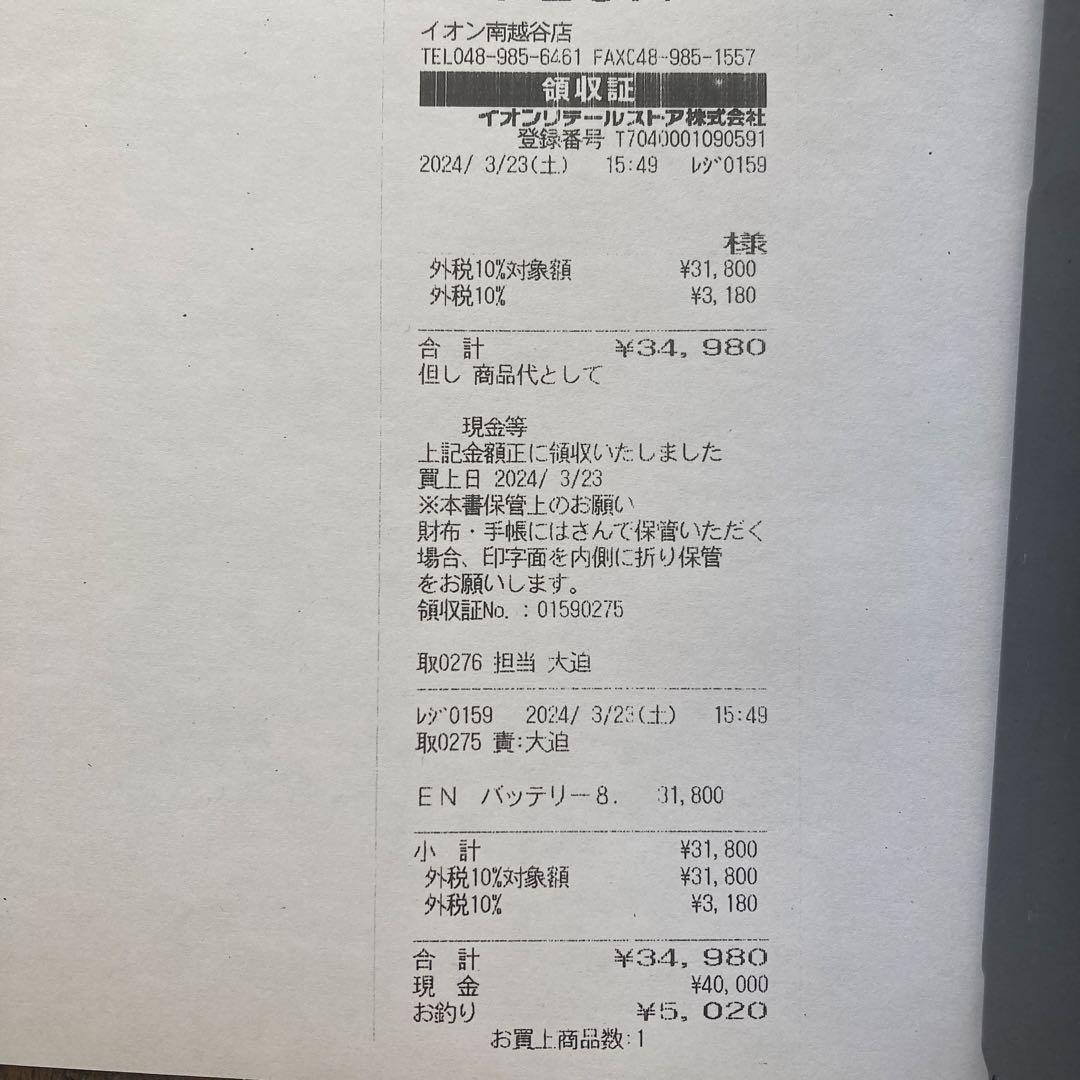 イオン南越谷店
TEL048-985-6461 FAX048-985-1557
領収証
イオンリテールストア株式会社
登録番号 T7040001090591
2024/ 3/23(土) 15:49 レジ0159
様
外税10%対象額 ¥31,800
外税10% ¥3,180
合 計 ¥34,980
但し 商品代として
現金等
上記金額正に領収いたしました
買上日 2024/ 3/23
※本書保管上のお願い
財布・手帳にはさんで保管いただく
場合、印字面を内側に折り保管
をお願いします。
領収証No. : 01590275
取0276 担当 大迫
レジ0159 2024/ 3/23(土) 15:49
取0275 責:大迫
EN バッテリー8. 31,800
小 計 ¥31,800
外税10%対象額 ¥31,800
外税10% ¥3,180
合 計 ¥34,980
現 金 ¥40,000
お釣り ¥5,020
お買上商品数:1